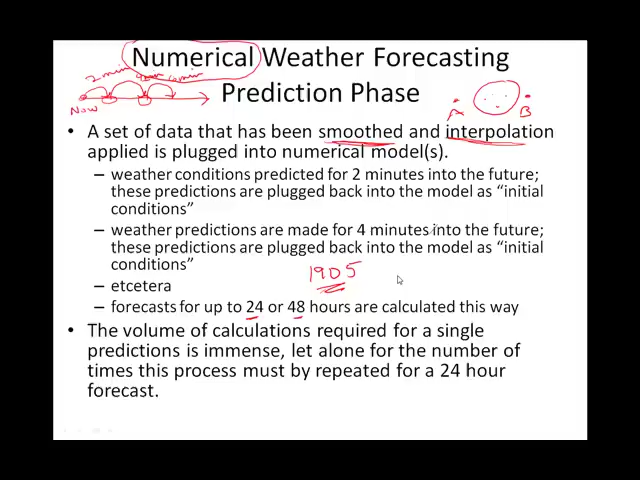 Numerical Weather Forecasting
Prediction Phase
2 min
Now
A
B
• A set of data that has been smoothed and interpolation
applied is plugged into numerical model(s).
– weather conditions predicted for 2 minutes into the future;
these predictions are plugged back into the model as “initial
conditions”
– weather predictions are made for 4 minutes into the future;
these predictions are plugged back into the model as “initial
conditions”
1905
– etcetera
– forecasts for up to 24 or 48 hours are calculated this way
• The volume of calculations required for a single
predictions is immense, let alone for the number of
times this process must by repeated for a 24 hour
forecast.